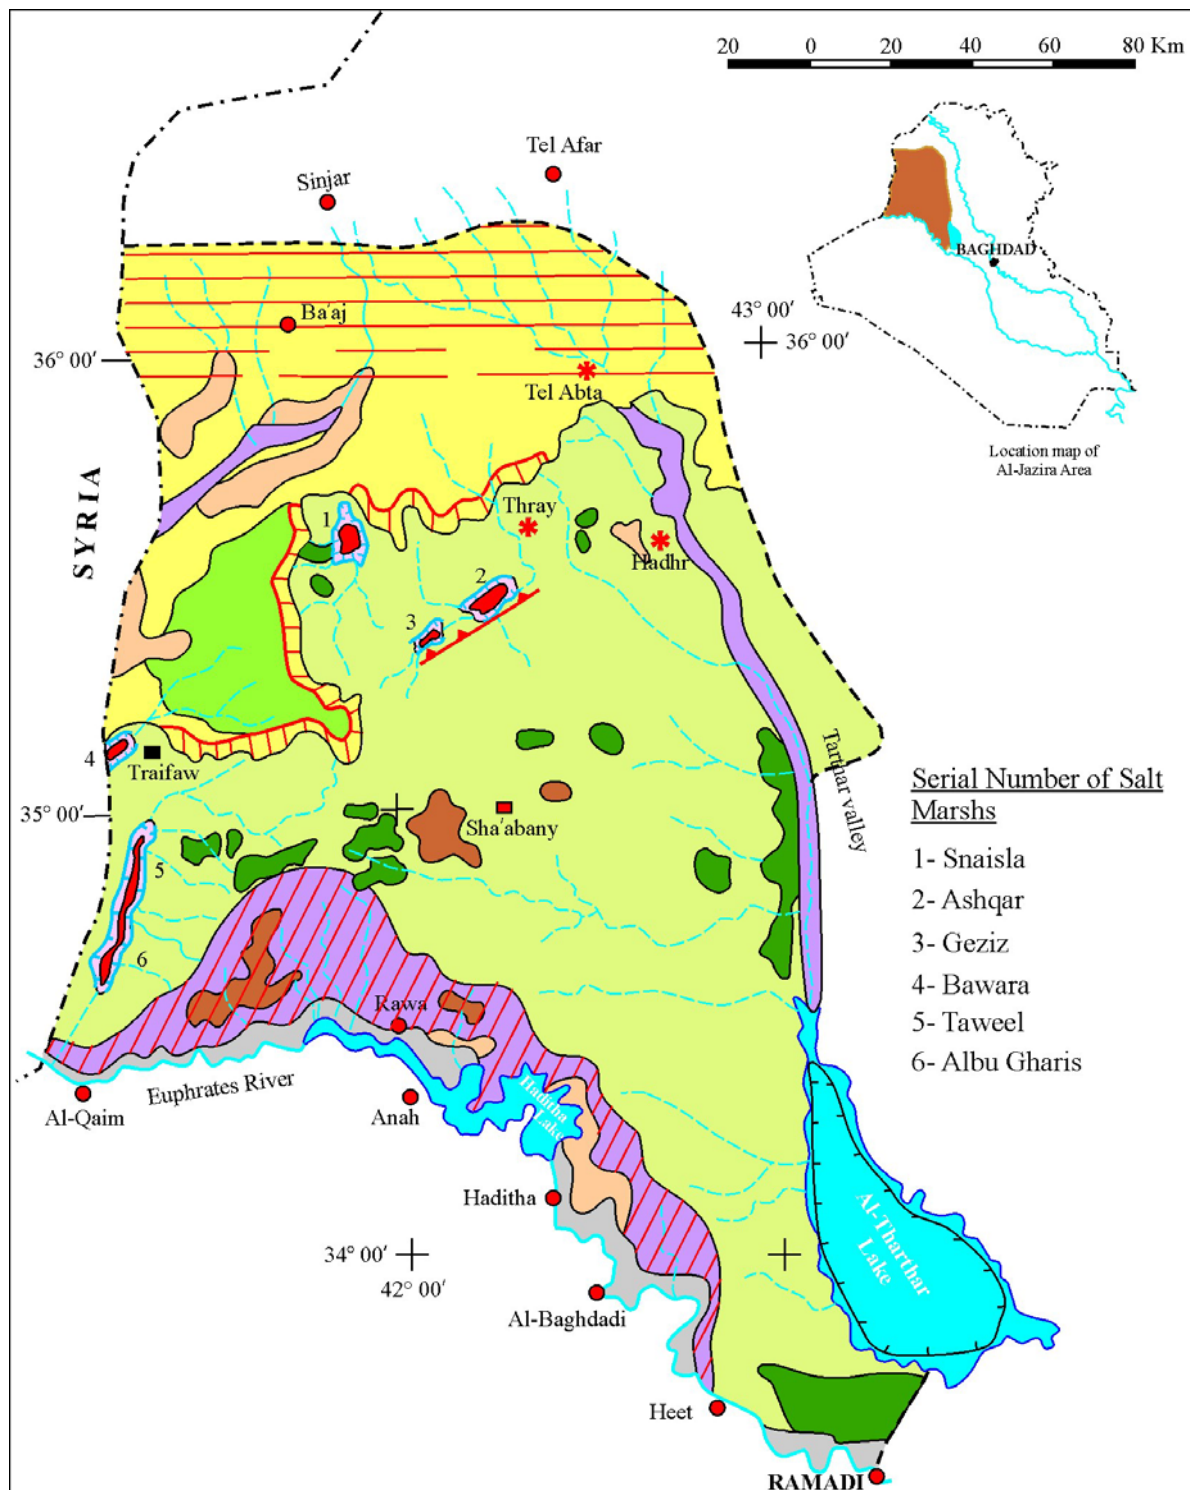 20 0 20 40 60 80 Km
Tel Afar
Sinjar
BAGHDAD
43° 00'
36° 00'
Ba'aj
36° 00'
Tel Abta
Location map of
Al-Jazira Area
SYRIA
1
Thray
Hadhr
2
3
4
Traifaw
Tarthar valley
Serial Number of Salt
Marshs
35° 00'
Sha'abany
1- Snaisla
5
2- Ashqar
6
3- Geziz
4- Bawara
Rawa
5- Taweel
6- Albu Gharis
Euphrates River
Al-Qaim
Anah
Haditha
Lake
Haditha
Al-Tharthar
Lake
34° 00'
42° 00'
Al-Baghdadi
Heet
RAMADI